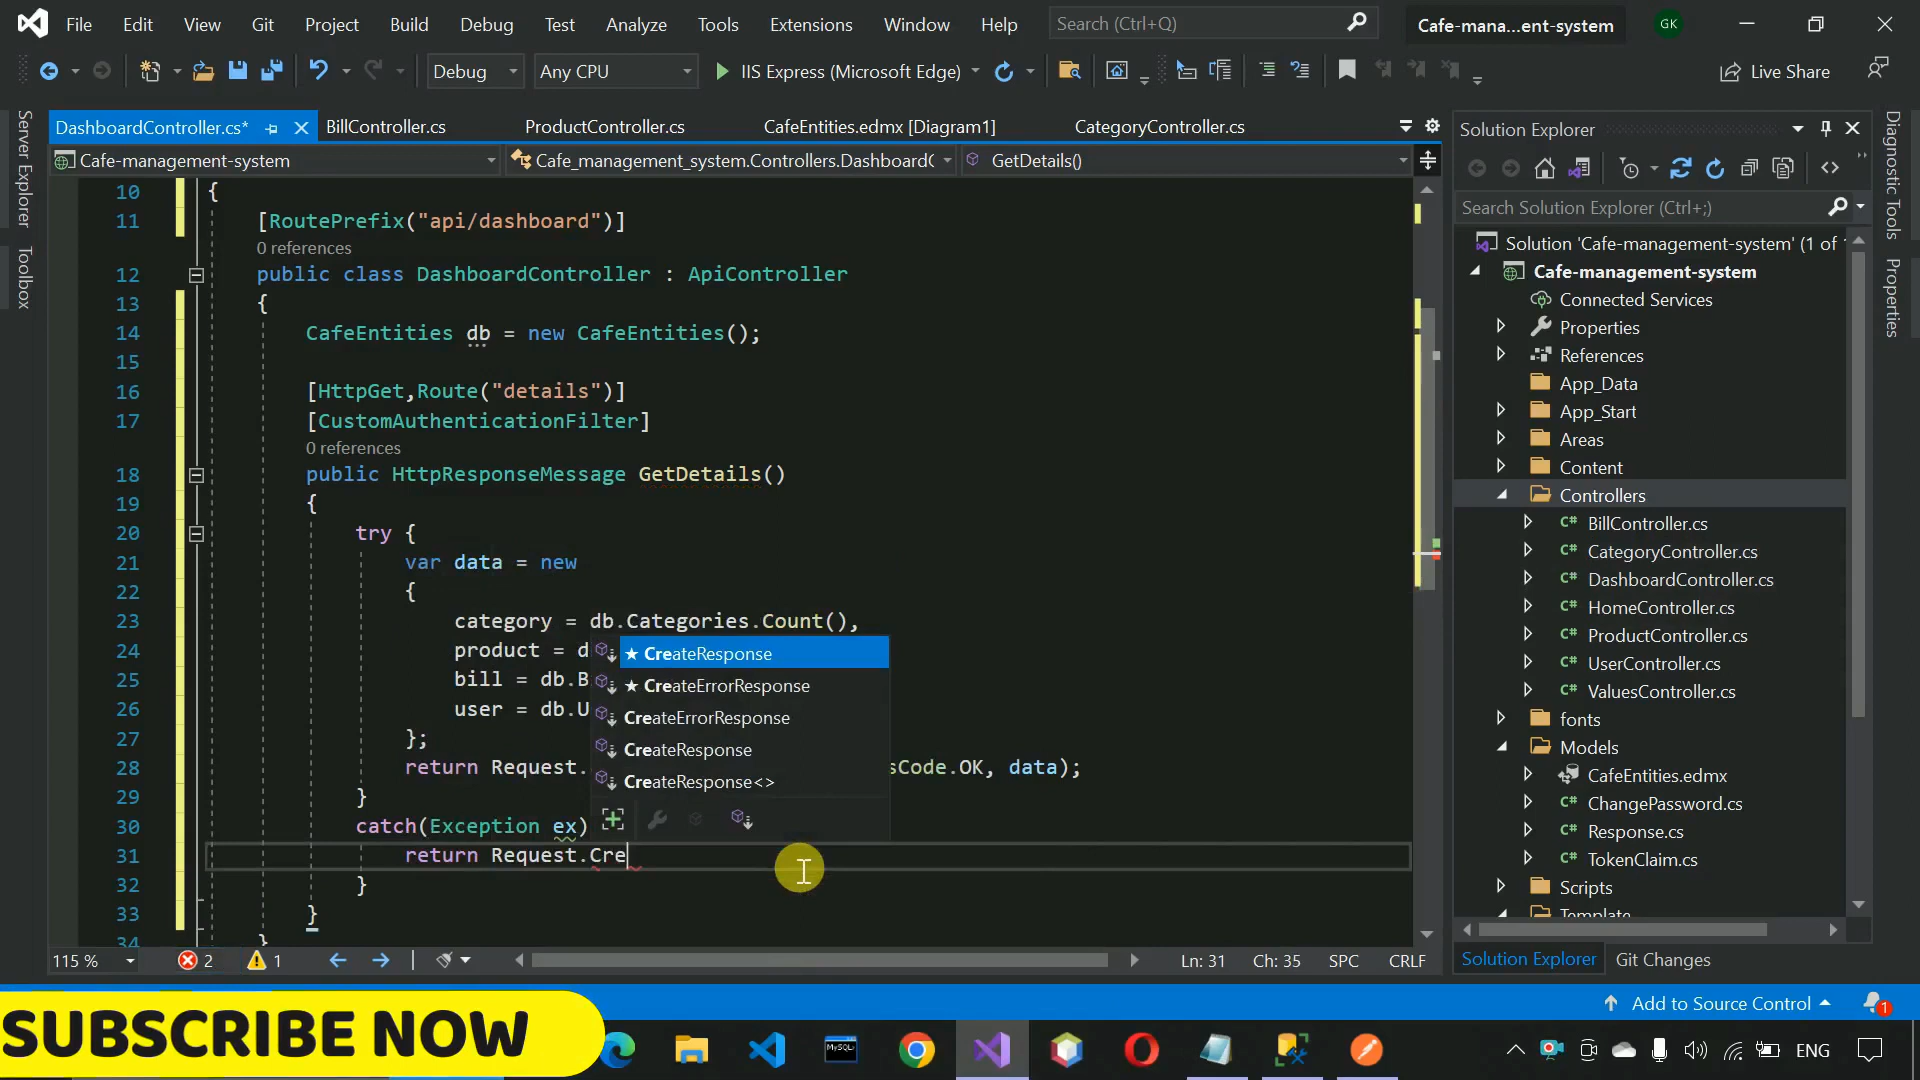 File Edit View Git Project Build Debug Test Analyze Tools Extensions Window Help Search (Ctrl+Q) Cafe-mana...ent-system GK
Debug Any CPU IIS Express (Microsoft Edge) Live Share
Server Explorer
Toolbox
DashboardController.cs* BillController.cs ProductController.cs CafeEntities.edmx [Diagram1] CategoryController.cs
Cafe-management-system Cafe_management_system.Controllers.DashboardC GetDetails()
10 {
11 [RoutePrefix("api/dashboard")]
0 references
12 public class DashboardController : ApiController
13 {
14 CafeEntities db = new CafeEntities();
15
16 [HttpGet,Route("details")]
17 [CustomAuthenticationFilter]
0 references
18 public HttpResponseMessage GetDetails()
19 {
20 try {
21 var data = new
22 {
23 category = db.Categories.Count(),
24 product = d
25 bill = db.B
26 user = db.U
27 };
28 return Request. sCode.OK, data);
29 }
30 catch(Exception ex)
31 return Request.Cre
32 }
33 }
34 }
★ CreateResponse
★ CreateErrorResponse
CreateErrorResponse
CreateResponse
CreateResponse<>
115 % 2 1 Ln: 31 Ch: 35 SPC CRLF
Solution Explorer
Search Solution Explorer (Ctrl+;)
Solution 'Cafe-management-system' (1 of 1
Cafe-management-system
Connected Services
Properties
References
App_Data
App_Start
Areas
Content
Controllers
C# BillController.cs
C# CategoryController.cs
C# DashboardController.cs
C# HomeController.cs
C# ProductController.cs
C# UserController.cs
C# ValuesController.cs
fonts
Models
CafeEntities.edmx
C# ChangePassword.cs
C# Response.cs
C# TokenClaim.cs
Scripts
Template
Solution Explorer Git Changes
Diagnostic Tools
Properties
Add to Source Control 1
SUBSCRIBE NOW
MySQL
ENG